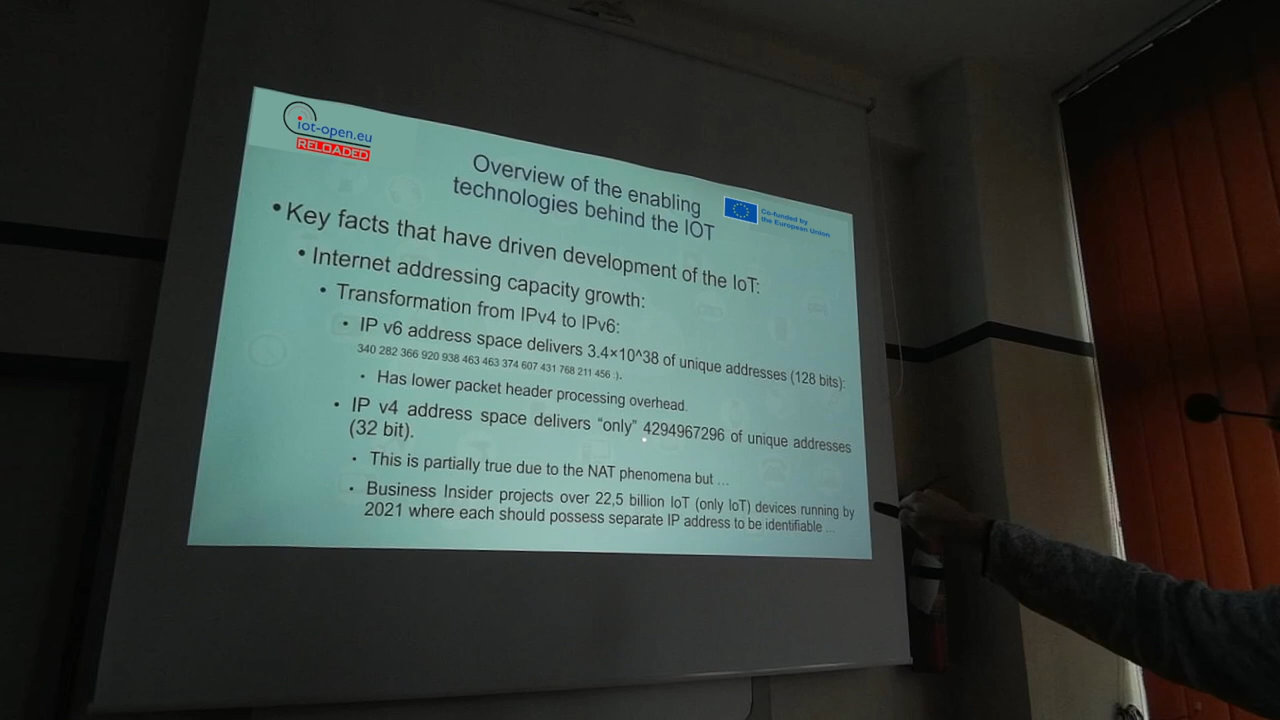 iot-open.eu
RELOADED
Overview of the enabling
technologies behind the IOT
Co-funded by
the European Union
• Key facts that have driven development of the IoT:
• Internet addressing capacity growth:
• Transformation from IPv4 to IPv6:
• IP v6 address space delivers 3.4×10^38 of unique addresses (128 bits):
340 282 366 920 938 463 463 374 607 431 768 211 456 :).
• Has lower packet header processing overhead.
• IP v4 address space delivers “only” 4294967296 of unique addresses
(32 bit).
• This is partially true due to the NAT phenomena but ...
• Business Insider projects over 22,5 billion IoT (only IoT) devices running by
2021 where each should possess separate IP address to be identifiable ...